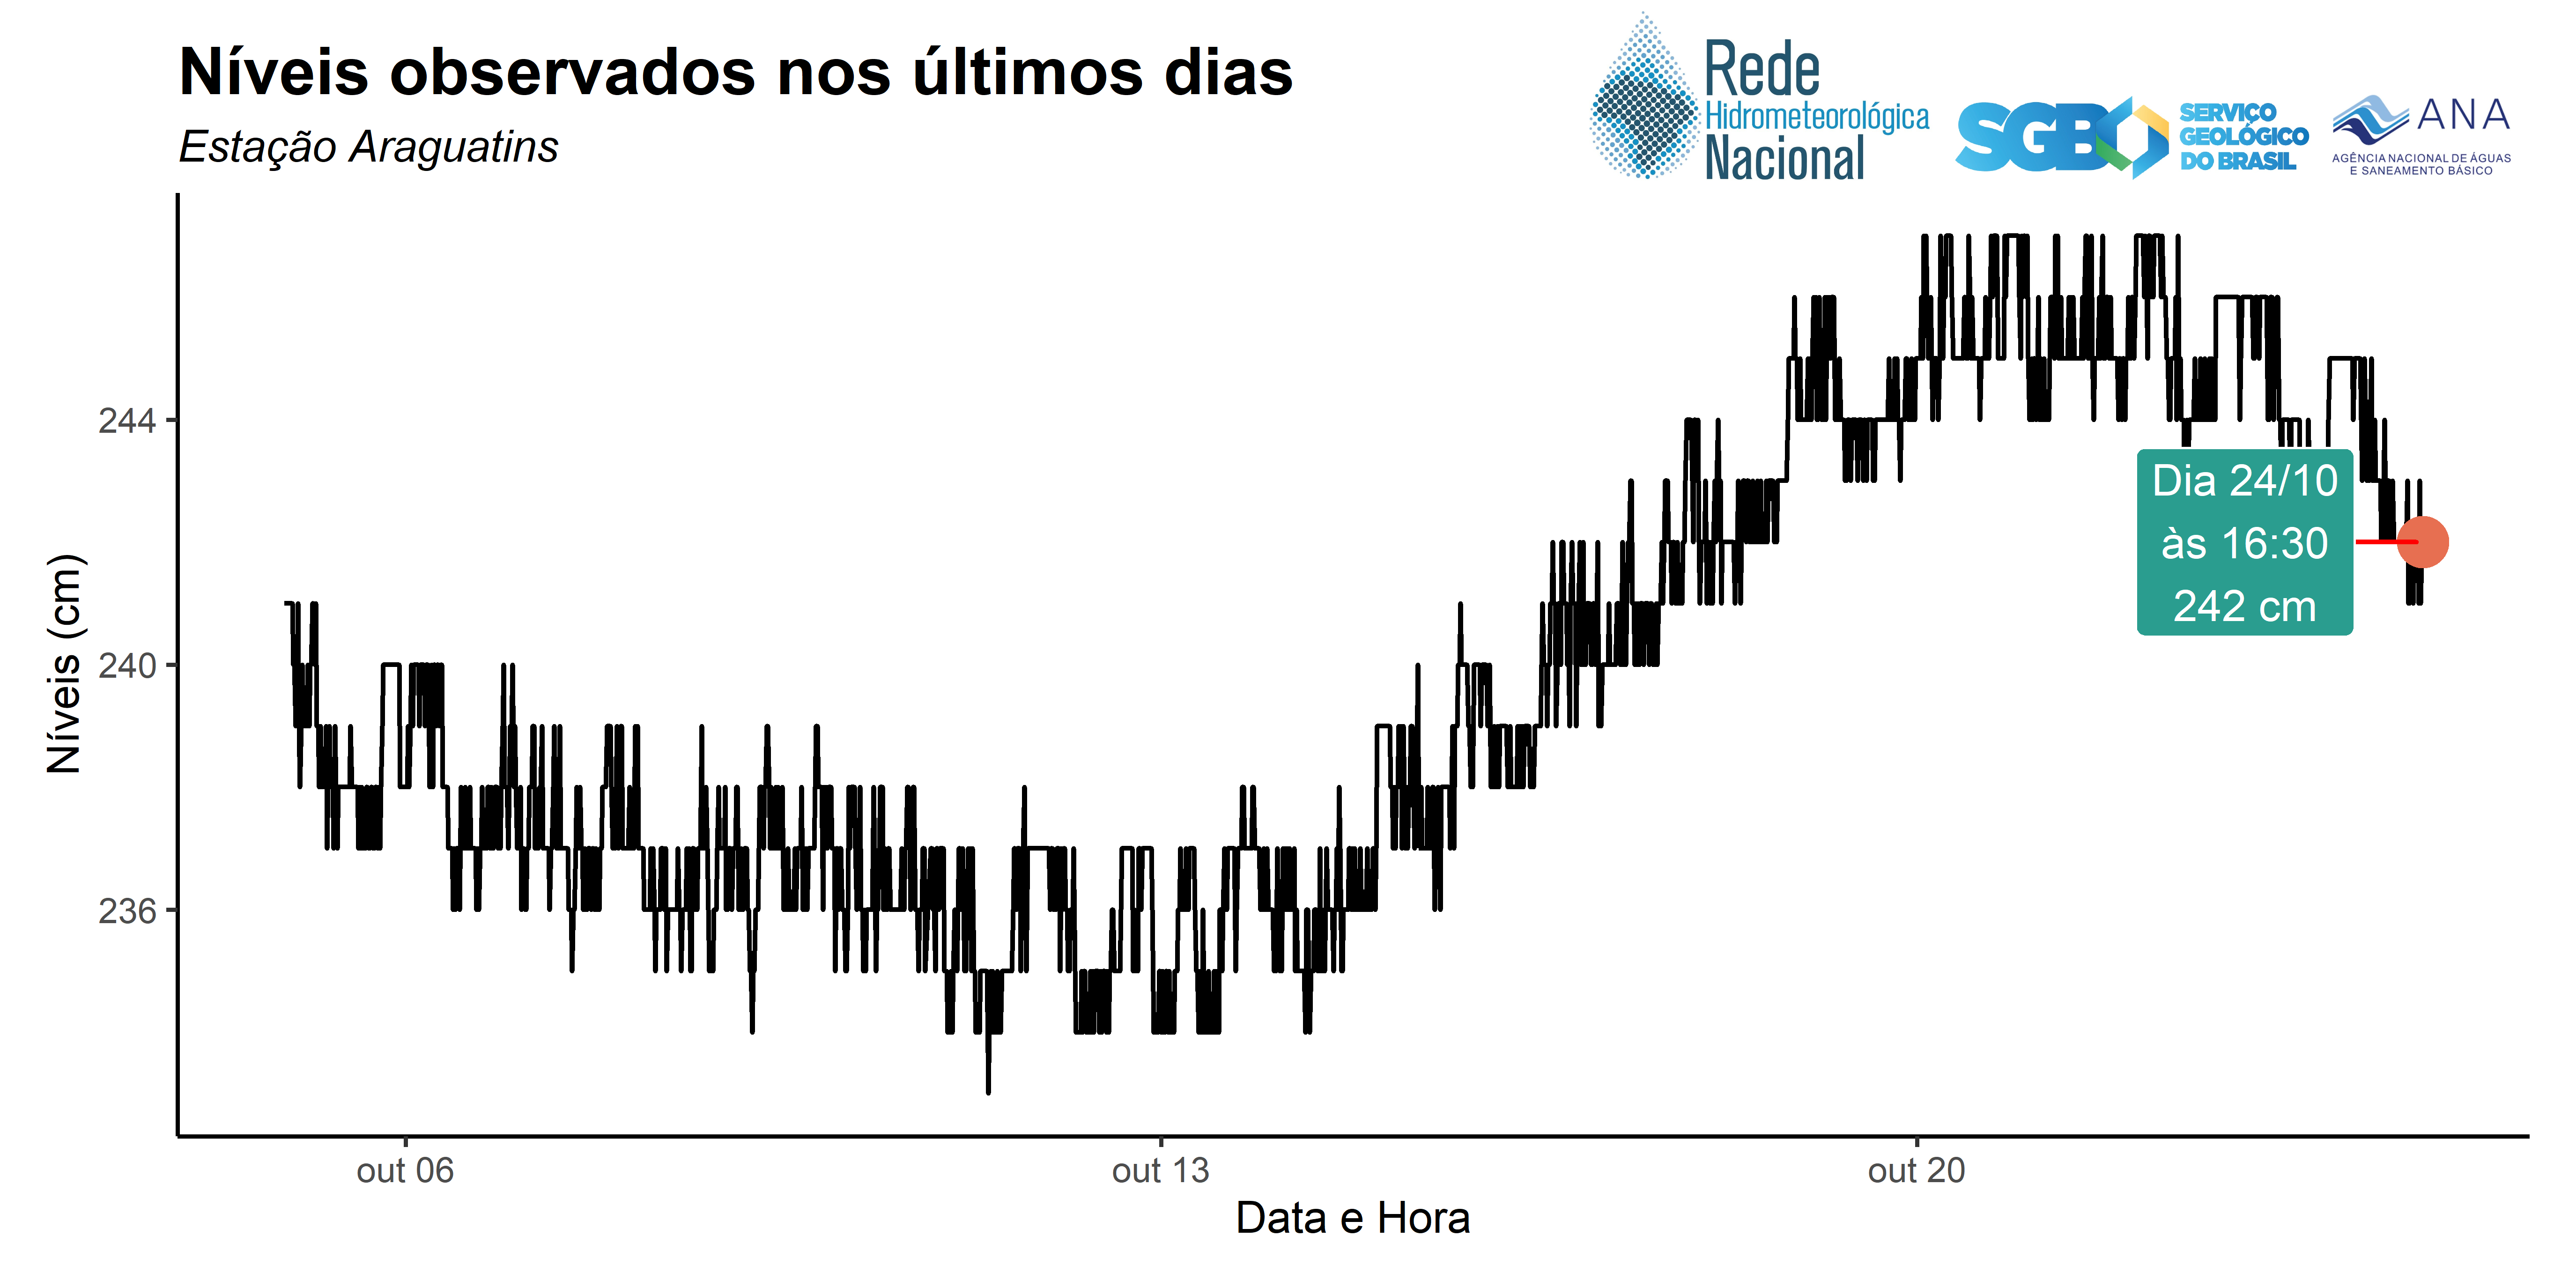 Níveis observados nos últimos dias
Estação Araguatins
Rede
Hidrometeorológica
Nacional
SGB
SERVIÇO
GEOLÓGICO
DO BRASIL
ANA
AGÊNCIA NACIONAL DE ÁGUAS
E SANEAMENTO BÁSICO
Níveis (cm)
244
240
236
Dia 24/10
às 16:30
242 cm
out 06
out 13
out 20
Data e Hora